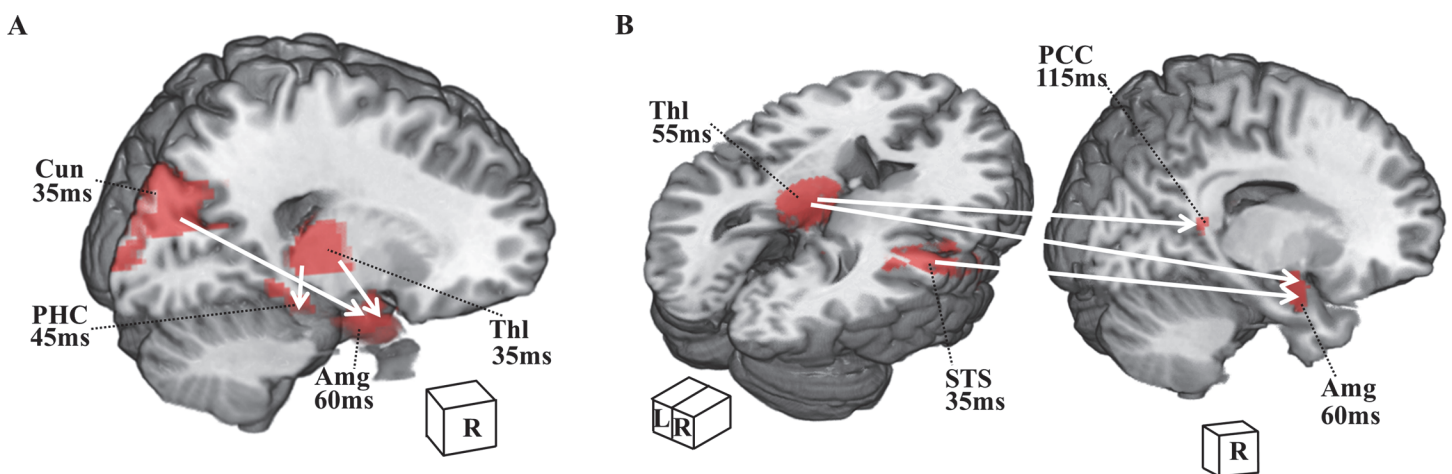 A
Cun
35ms
PHC
45ms
Amg
60ms
Thl
35ms
R
B
Thl
55ms
STS
35ms
L
R
PCC
115ms
Amg
60ms
R